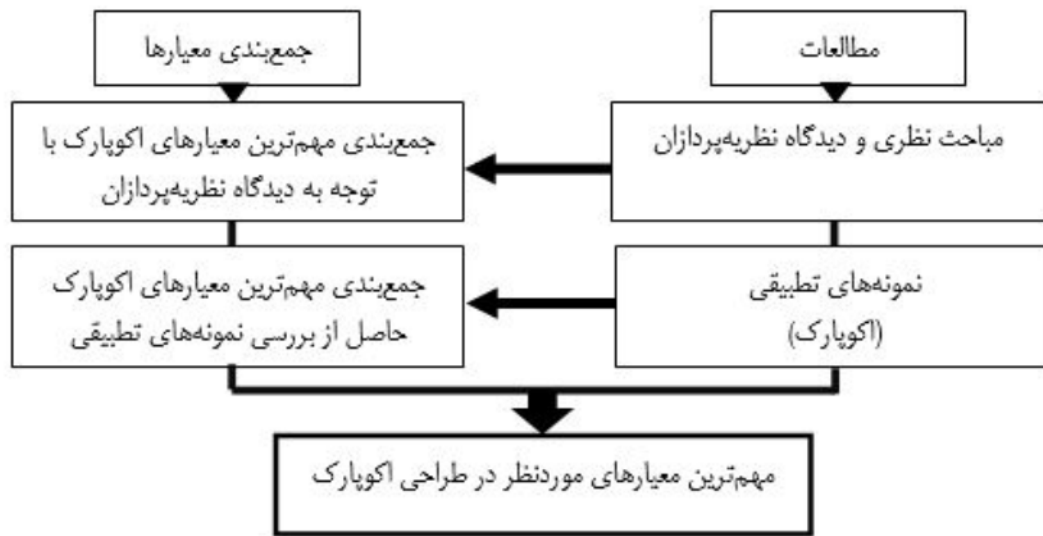 مطالعات
جمع‌بندی معیارها
مباحث نظری و دیدگاه نظریه‌پردازان
جمع‌بندی مهم‌ترین معیارهای اکوپارک با
توجه به دیدگاه نظریه‌پردازان
نمونه‌های تطبیقی
(اکوپارک)
جمع‌بندی مهم‌ترین معیارهای اکوپارک
حاصل از بررسی نمونه‌های تطبیقی
مهم‌ترین معیارهای موردنظر در طراحی اکوپارک